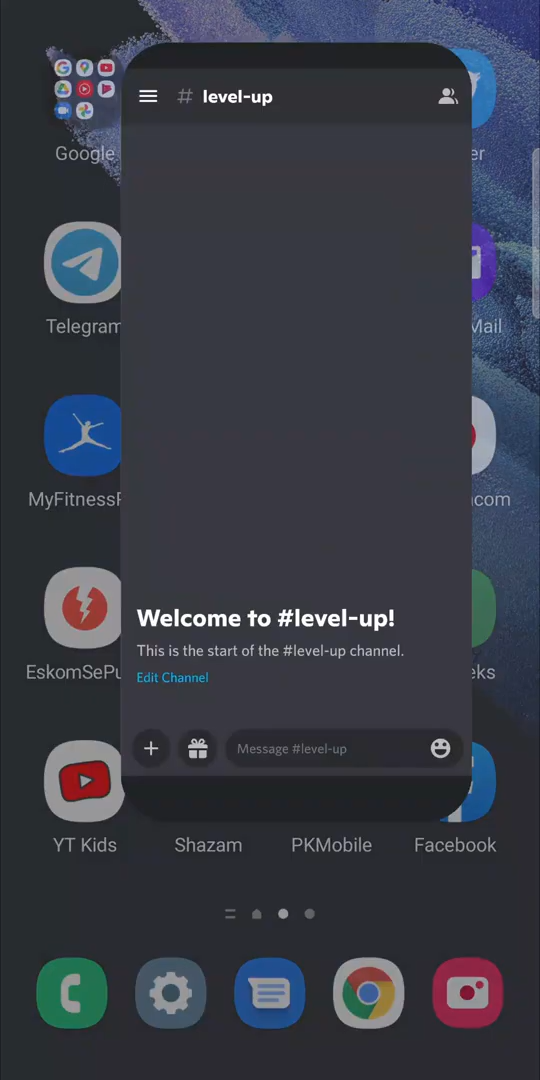 # level-up
Google
er
Telegram
Mail
MyFitnessP
com
Welcome to #level-up!
This is the start of the #level-up channel.
Edit Channel
EskomSePu
eks
Message #level-up
YT Kids
Shazam
PKMobile
Facebook